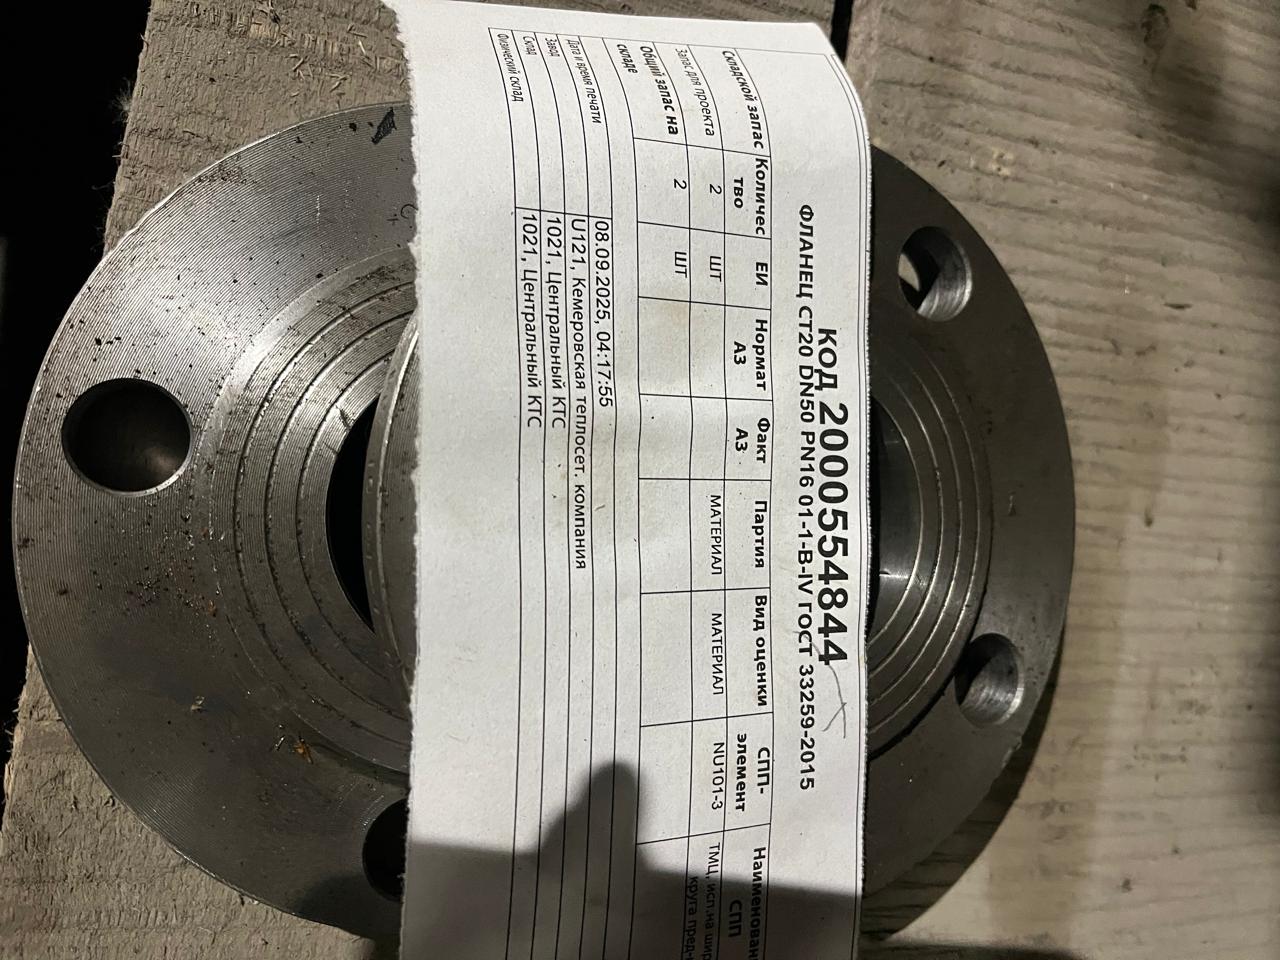 КОД 2000554844
ФЛАНЕЦ СТ20 DN50 PN16 01-1-В-IV ГОСТ 33259-2015
Складской запас Количес ЕИ Нормат Факт Партия Вид оценки СПП- Наименован
тво АЗ АЗ элемент СПП
Запас для проекта 2 ШТ МАТЕРИАЛ МАТЕРИАЛ NU101-3 ТМЦ, исп.на шир
круга пред-
Общий запас на 2 ШТ
складе
Дата и время печати 08.09.2025, 04:17:55
Завод U121, Кемеровская теплосет. компания
Склад 1021, Центральный КТС
Физический склад 1021, Центральный КТС